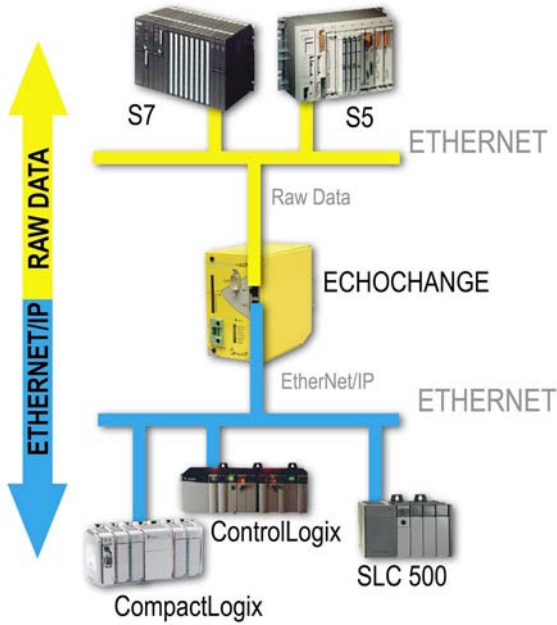 S7
S5
ETHERNET
RAW DATA
Raw Data
ECHOCHANGE
ETHERNET/IP
EtherNet/IP
ETHERNET
ControlLogix
SLC 500
CompactLogix